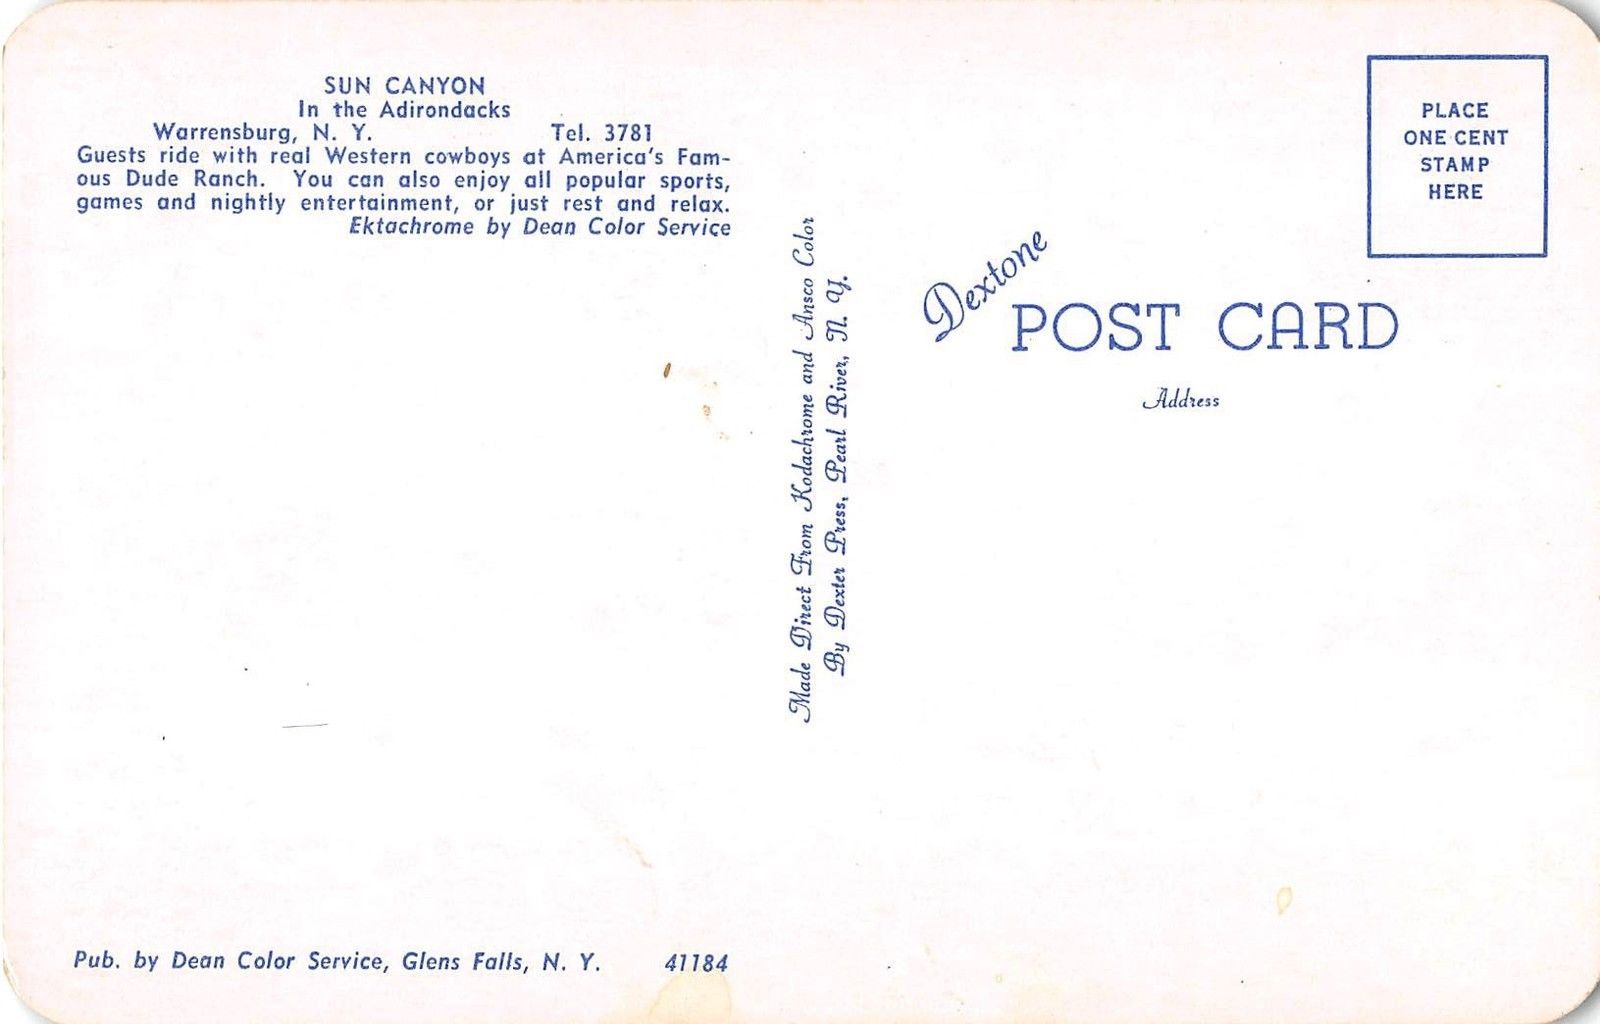 SUN CANYON
In the Adirondacks
Warrensburg, N. Y. Tel. 3781
Guests ride with real Western cowboys at America's Fam-
ous Dude Ranch. You can also enjoy all popular sports,
games and nightly entertainment, or just rest and relax.
Ektachrome by Dean Color Service
Pub. by Dean Color Service, Glens Falls, N. Y. 41184
Made Direct From Kodachrome and Ansco Color
By Dexter Press, Pearl River, N. Y.
PLACE
ONE CENT
STAMP
HERE
Dextone
POST CARD
Address